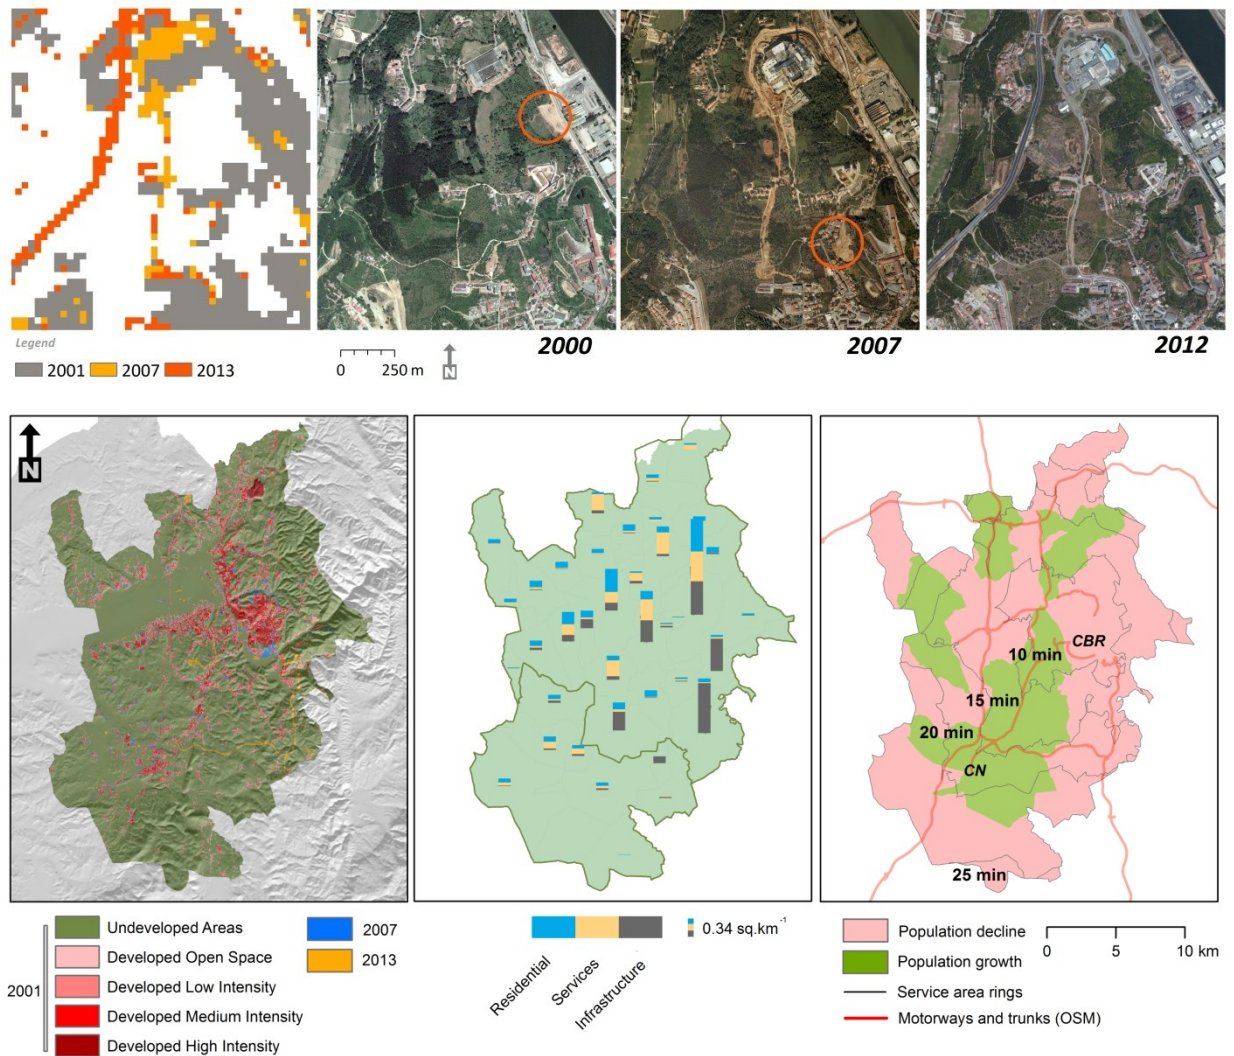 Legend
2001 2007 2013
0 250 m
N
2000
2007
2012
N
CBR
10 min
15 min
20 min
CN
25 min
2001
Undeveloped Areas
Developed Open Space
Developed Low Intensity
Developed Medium Intensity
Developed High Intensity
2007
2013
Residential
Services
Infrastructure
0.34 sq.km⁻¹
Population decline
Population growth
Service area rings
Motorways and trunks (OSM)
0 5 10 km